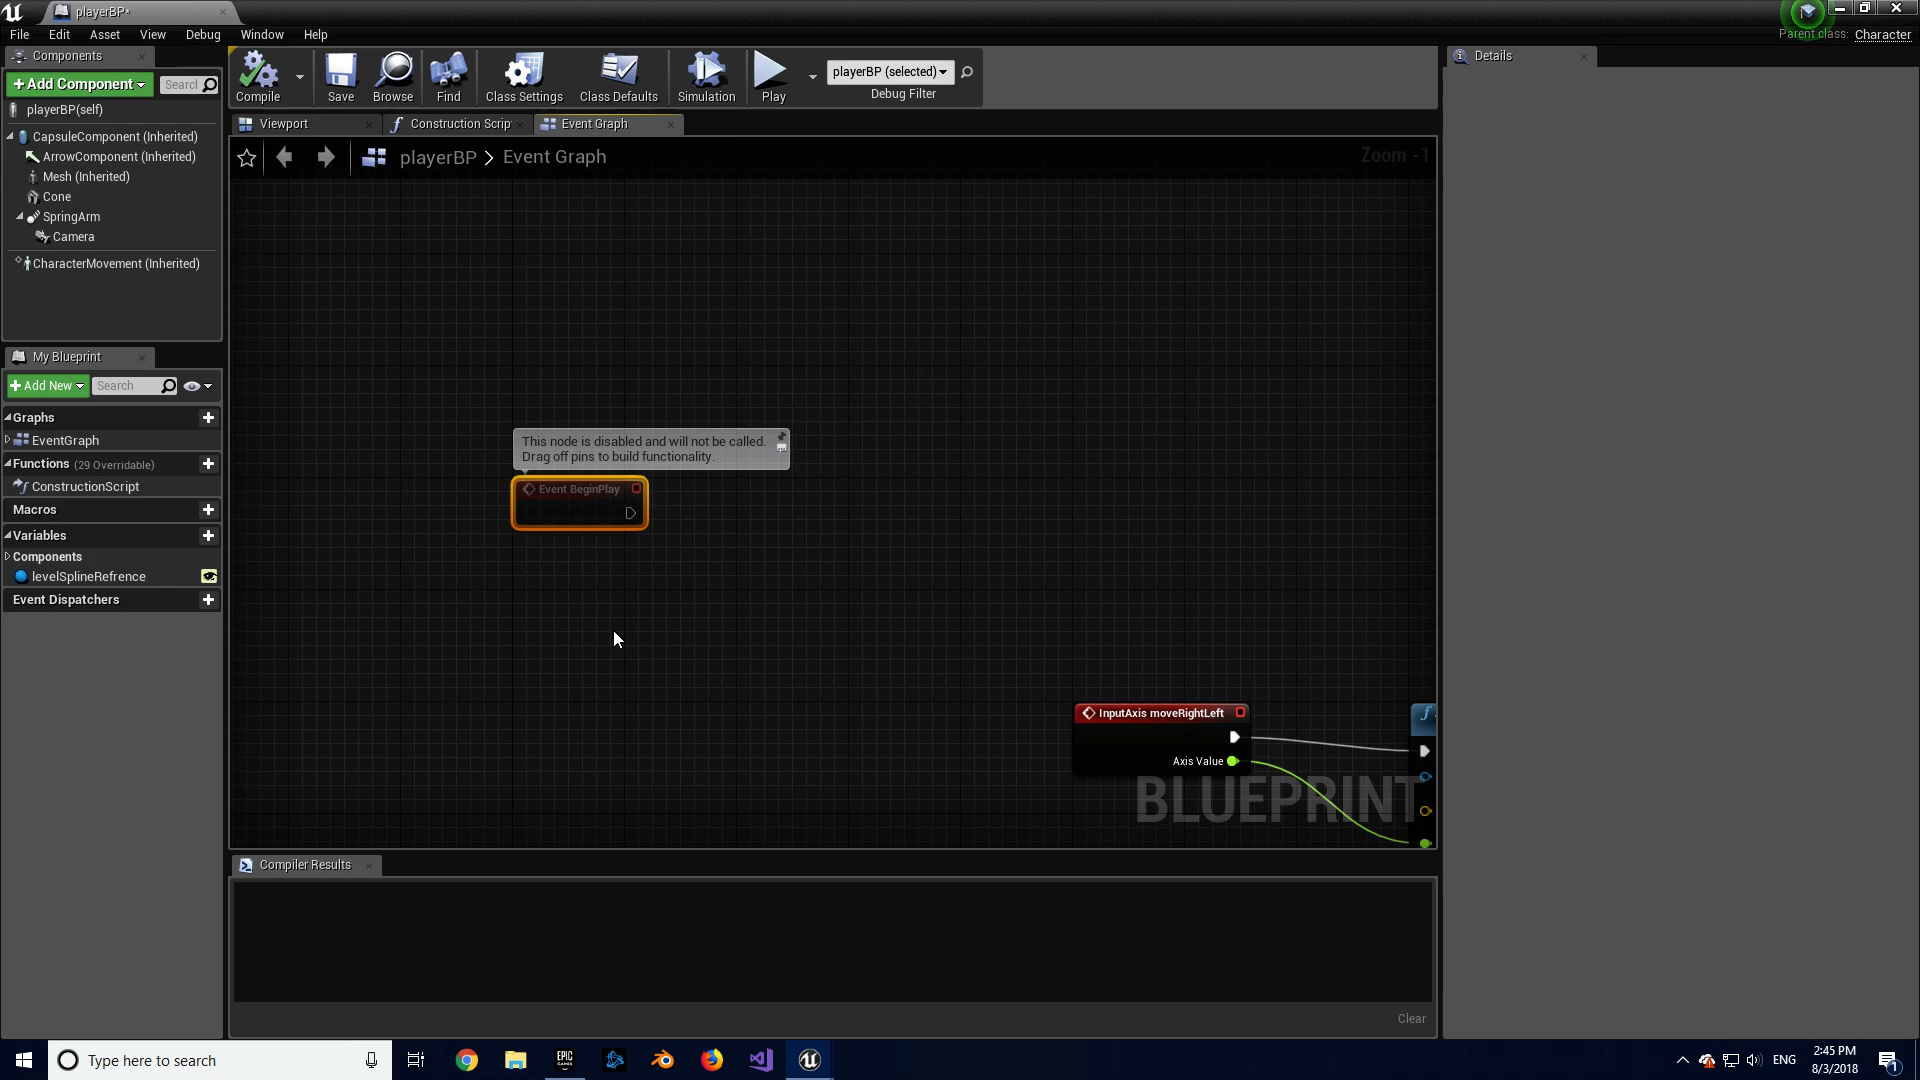 playerBP*
File Edit Asset View Debug Window Help
Parent class: Character
Components
+Add Component
Search
playerBP(self)
CapsuleComponent (Inherited)
ArrowComponent (Inherited)
Mesh (Inherited)
Cone
SpringArm
Camera
CharacterMovement (Inherited)
Compile
Save
Browse
Find
Class Settings
Class Defaults
Simulation
Play
playerBP (selected)
Debug Filter
Details
Viewport
Construction Scrip
Event Graph
playerBP > Event Graph
Zoom -1
My Blueprint
+Add New
Search
Graphs
EventGraph
Functions (29 Overridable)
ConstructionScript
Macros
Variables
Components
levelSplineRefrence
Event Dispatchers
This node is disabled and will not be called.
Drag off pins to build functionality.
Event BeginPlay
InputAxis moveRightLeft
Axis Value
BLUEPRINT
Compiler Results
Clear
Type here to search
EPIC
GAMES
ENG
2:45 PM
8/3/2018
1